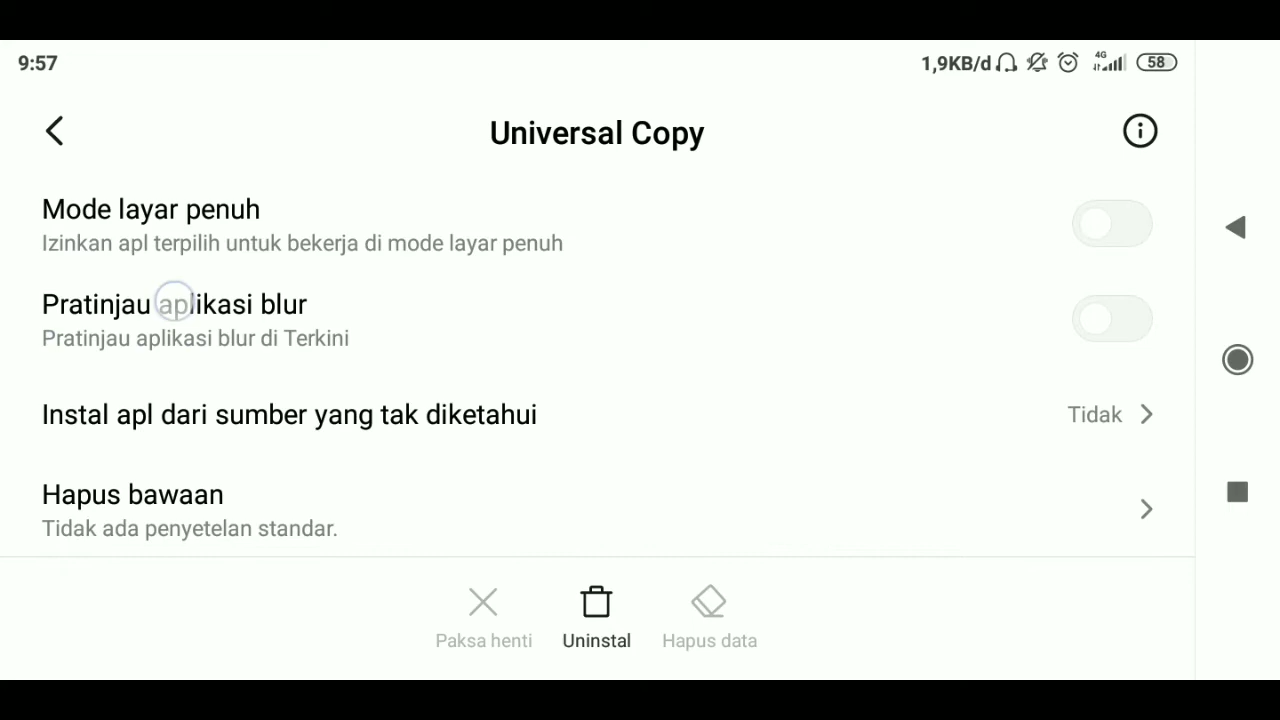 9:57
1,9KB/d 4G 58
Universal Copy
Mode layar penuh
Izinkan apl terpilih untuk bekerja di mode layar penuh
Pratinjau aplikasi blur
Pratinjau aplikasi blur di Terkini
Instal apl dari sumber yang tak diketahui
Tidak
Hapus bawaan
Tidak ada penyetelan standar.
Paksa henti
Uninstal
Hapus data